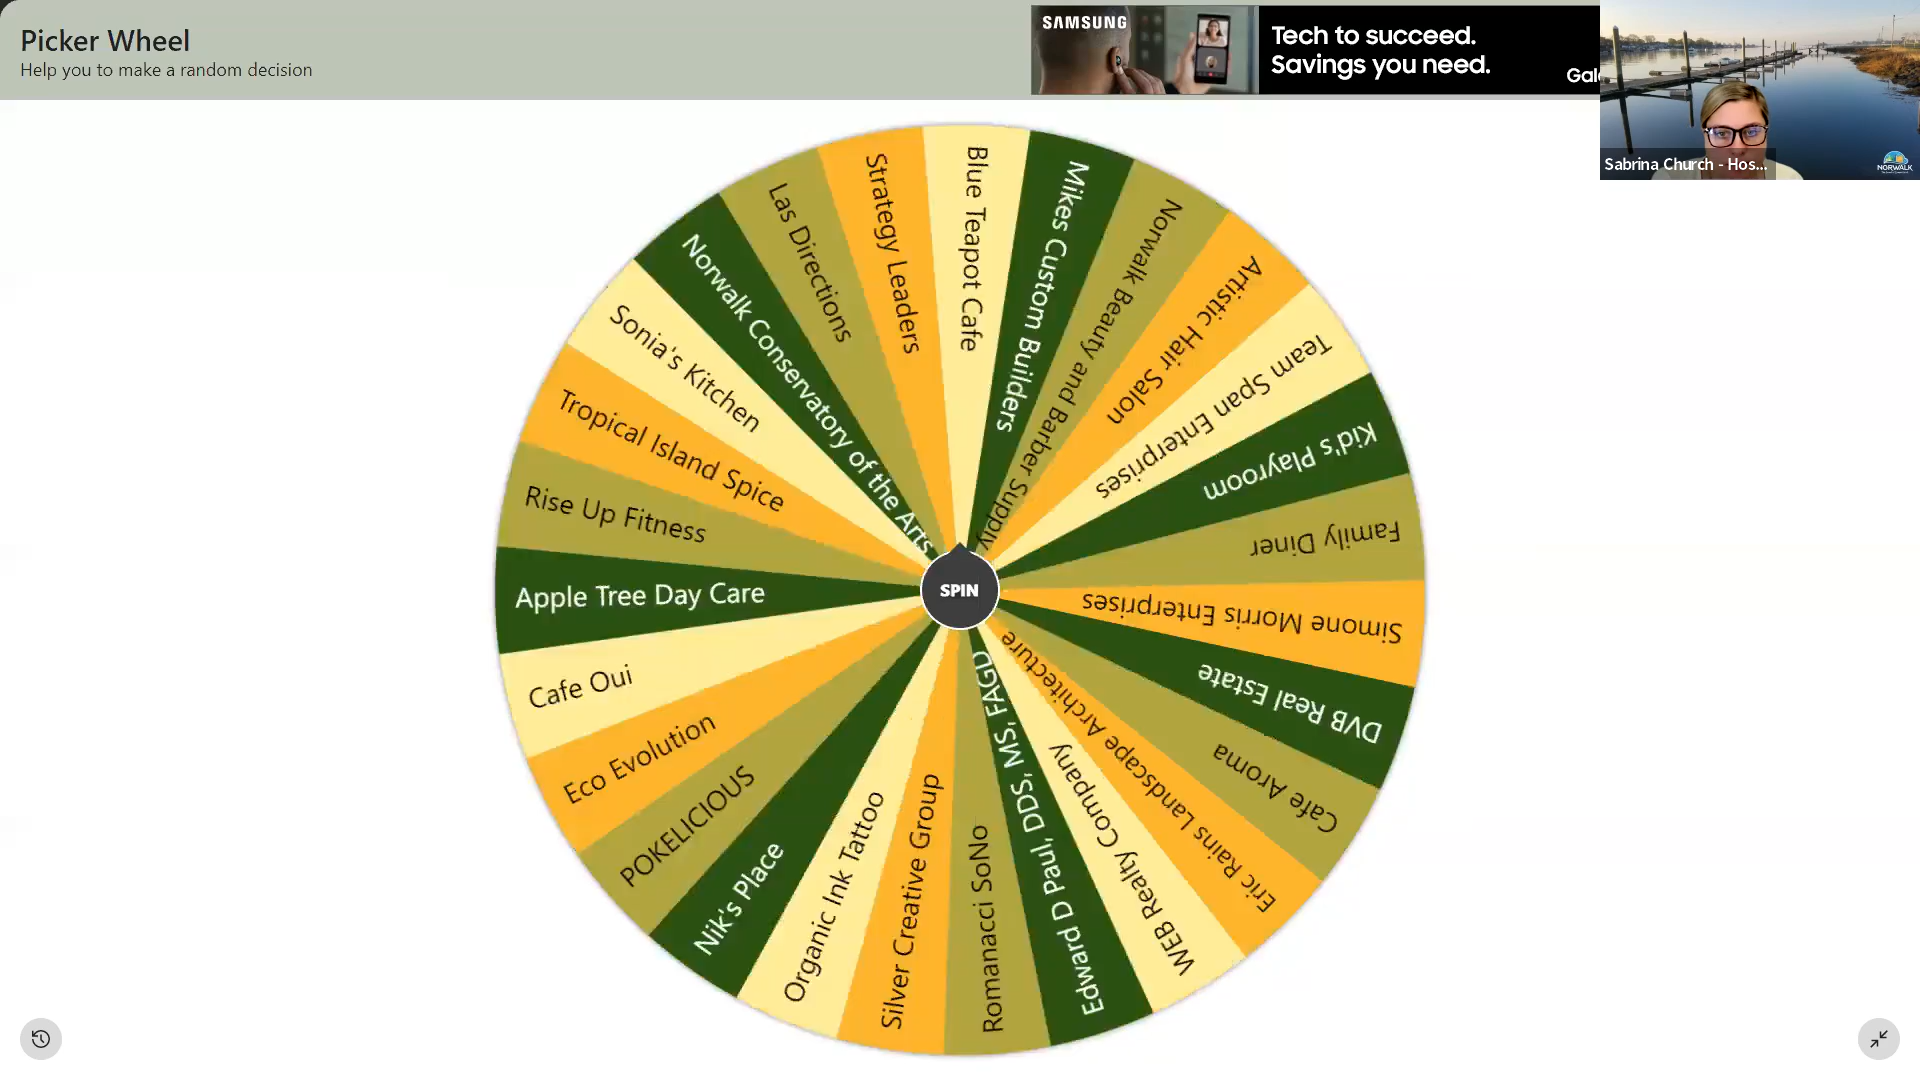 Picker Wheel
Help you to make a random decision
SAMSUNG
Tech to succeed.
Savings you need.
Sabrina Church - Hos...
NORWALK
Blue Teapot Cafe
Mikes Custom Builders
Norwalk Beauty and Barber Supply
Artistic Hair Salon
Team Span Enterprises
Kid's Playroom
Family Diner
Simone Morris Enterprises
DVB Real Estate
Cafe Aroma
Eric Rains Landscape Architecture
WEB Realty Company
Edward D Paul, DDS, MS, FAGD
Romanacci SoNo
Silver Creative Group
Organic Ink Tattoo
Nik's Place
POKELICIOUS
Eco Evolution
Cafe Oui
Apple Tree Day Care
Rise Up Fitness
Tropical Island Spice
Sonia's Kitchen
Norwalk Conservatory of the Arts
Las Directions
Strategy Leaders
SPIN